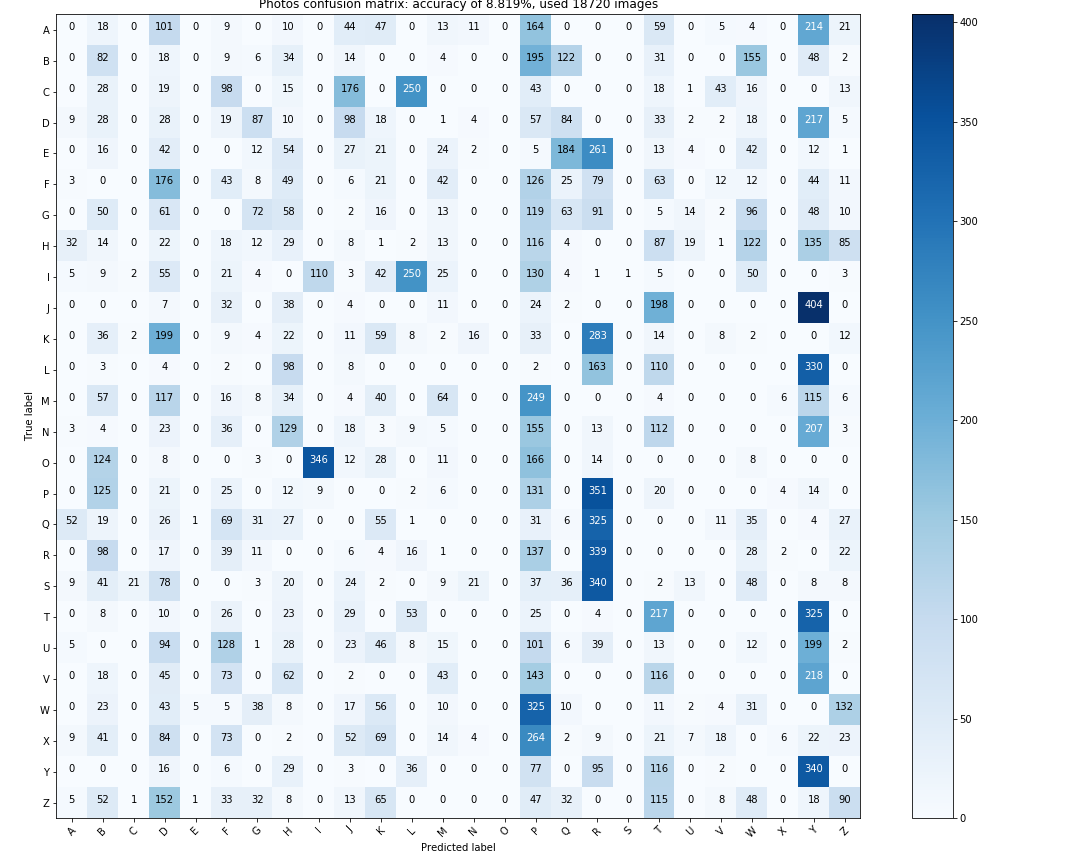 Photos confusion matrix: accuracy of 8.819%, used 18720 images
A 0 18 0 101 0 9 0 10 0 44 47 0 13 11 0 164 0 0 0 59 0 5 4 0 214 21
B 0 82 0 18 0 9 6 34 0 14 0 0 4 0 0 195 122 0 0 31 0 0 155 0 48 2
C 0 28 0 19 0 98 0 15 0 176 0 250 0 0 0 43 0 0 0 18 1 43 16 0 0 13
D 9 28 0 28 0 19 87 10 0 98 18 0 1 4 0 57 84 0 0 33 2 2 18 0 217 5
E 0 16 0 42 0 0 12 54 0 27 21 0 24 2 0 5 184 261 0 13 4 0 42 0 12 1
F 3 0 0 176 0 43 8 49 0 6 21 0 42 0 0 126 25 79 0 63 0 12 12 0 44 11
G 0 50 0 61 0 0 72 58 0 2 16 0 13 0 0 119 63 91 0 5 14 2 96 0 48 10
H 32 14 0 22 0 18 12 29 0 8 1 2 13 0 0 116 4 0 0 87 19 1 122 0 135 85
I 5 9 2 55 0 21 4 0 110 3 42 250 25 0 0 130 4 1 1 5 0 0 50 0 0 3
J 0 0 0 7 0 32 0 38 0 4 0 0 11 0 0 24 2 0 0 198 0 0 0 0 404 0
K 0 36 2 199 0 9 4 22 0 11 59 8 2 16 0 33 0 283 0 14 0 8 2 0 0 12
L 0 3 0 4 0 2 0 98 0 8 0 0 0 0 0 2 0 163 0 110 0 0 0 0 330 0
M 0 57 0 117 0 16 8 34 0 4 40 0 64 0 0 249 0 0 0 4 0 0 0 6 115 6
N 3 4 0 23 0 36 0 129 0 18 3 9 5 0 0 155 0 13 0 112 0 0 0 0 207 3
O 0 124 0 8 0 0 3 0 346 12 28 0 11 0 0 166 0 14 0 0 0 0 8 0 0 0
P 0 125 0 21 0 25 0 12 9 0 0 2 6 0 0 131 0 351 0 20 0 0 0 4 14 0
Q 52 19 0 26 1 69 31 27 0 0 55 1 0 0 0 31 6 325 0 0 0 11 35 0 4 27
R 0 98 0 17 0 39 11 0 0 6 4 16 1 0 0 137 0 339 0 0 0 0 28 2 0 22
S 9 41 21 78 0 0 3 20 0 24 2 0 9 21 0 37 36 340 0 2 13 0 48 0 8 8
T 0 8 0 10 0 26 0 23 0 29 0 53 0 0 0 25 0 4 0 217 0 0 0 0 325 0
U 5 0 0 94 0 128 1 28 0 23 46 8 15 0 0 101 6 39 0 13 0 0 12 0 199 2
V 0 18 0 45 0 73 0 62 0 2 0 0 43 0 0 143 0 0 0 116 0 0 0 0 218 0
W 0 23 0 43 5 5 38 8 0 17 56 0 10 0 0 325 10 0 0 11 2 4 31 0 0 132
X 9 41 0 84 0 73 0 2 0 52 69 0 14 4 0 264 2 9 0 21 7 18 0 6 22 23
Y 0 0 0 16 0 6 0 29 0 3 0 36 0 0 0 77 0 95 0 116 0 2 0 0 340 0
Z 5 52 1 152 1 33 32 8 0 13 65 0 0 0 0 47 32 0 0 115 0 8 48 0 18 90
A B C D E F G H I J K L M N O P Q R S T U V W X Y Z
Predicted label
True label
400
350
300
250
200
150
100
50
0